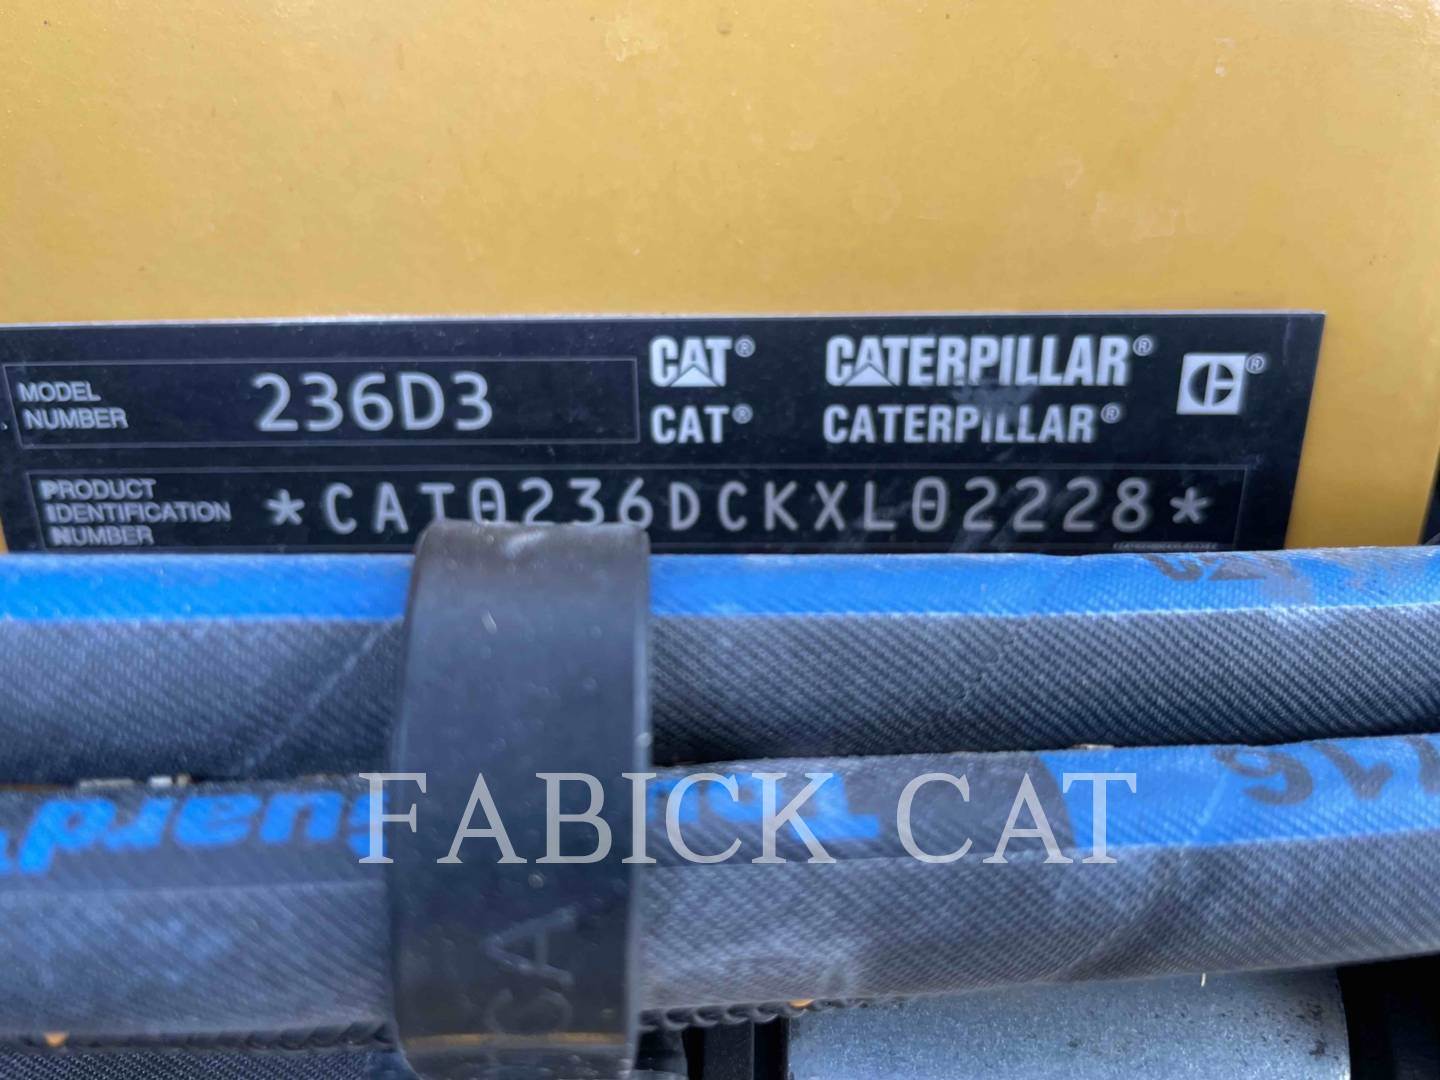 MODEL NUMBER 236D3
CAT® CATERPILLAR®
CAT® CATERPILLAR®
PRODUCT IDENTIFICATION NUMBER *CAT0236DCKXL02228*
FABICK CAT